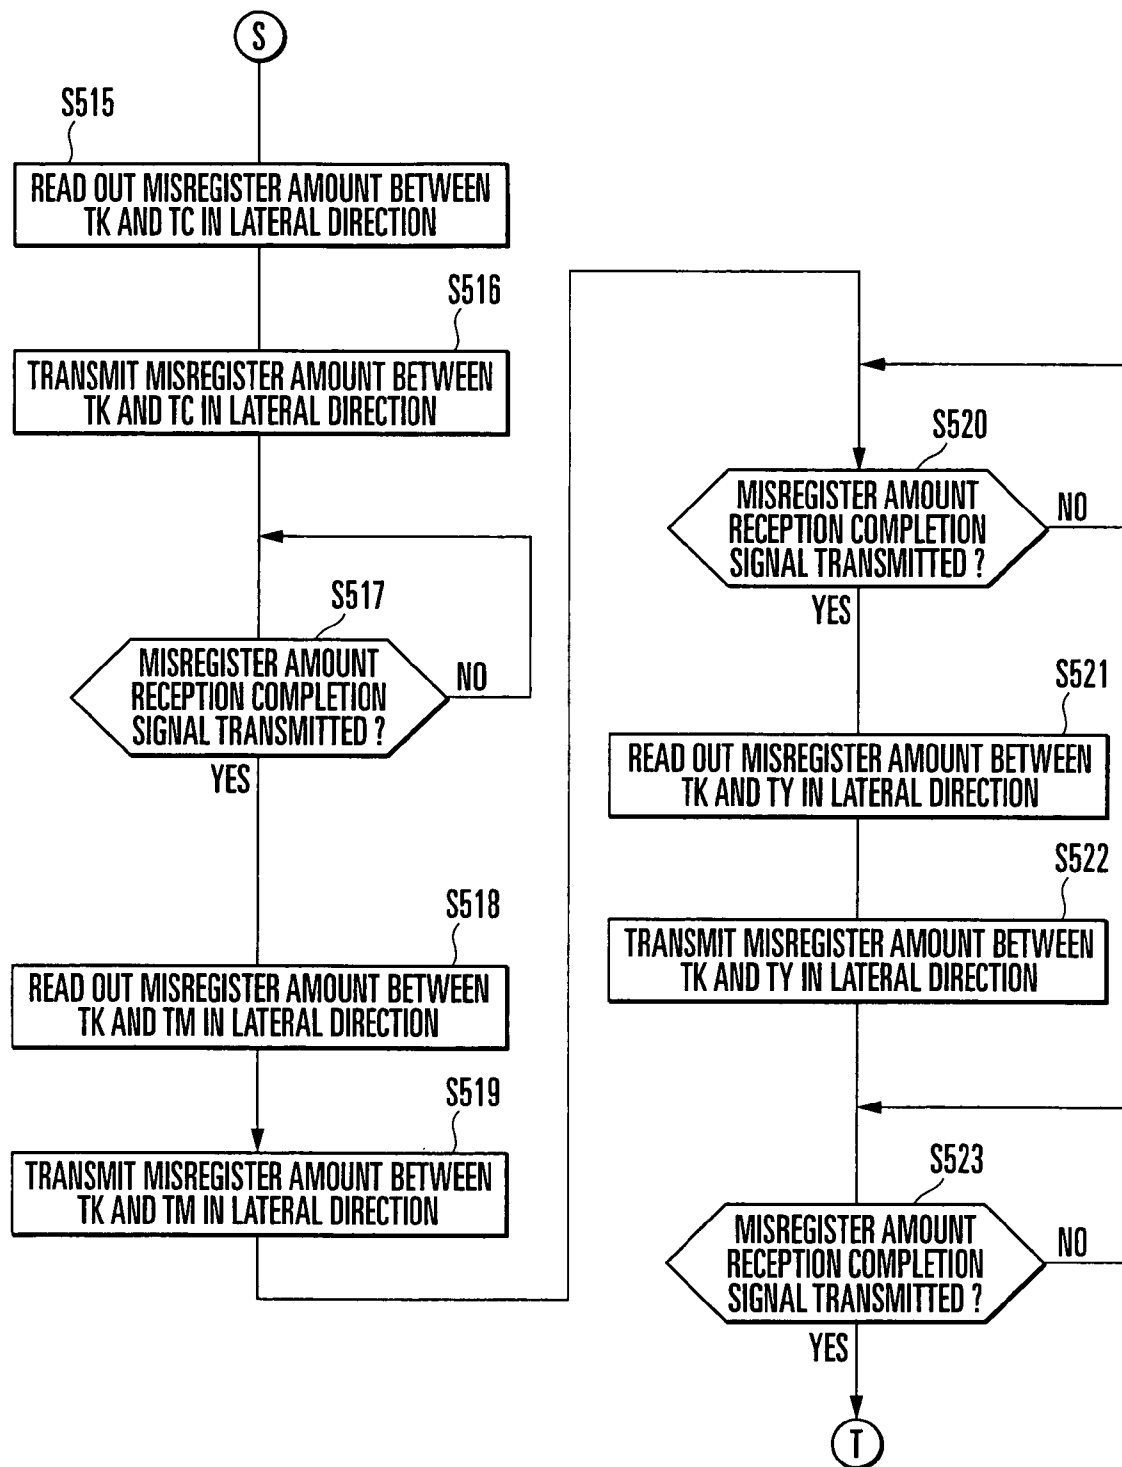 S
S515
READ OUT MISREGISTER AMOUNT BETWEEN
TK AND TC IN LATERAL DIRECTION
S516
TRANSMIT MISREGISTER AMOUNT BETWEEN
TK AND TC IN LATERAL DIRECTION
S517
MISREGISTER AMOUNT
RECEPTION COMPLETION
SIGNAL TRANSMITTED ?
NO
YES
S518
READ OUT MISREGISTER AMOUNT BETWEEN
TK AND TM IN LATERAL DIRECTION
S519
TRANSMIT MISREGISTER AMOUNT BETWEEN
TK AND TM IN LATERAL DIRECTION
S520
MISREGISTER AMOUNT
RECEPTION COMPLETION
SIGNAL TRANSMITTED ?
NO
YES
S521
READ OUT MISREGISTER AMOUNT BETWEEN
TK AND TY IN LATERAL DIRECTION
S522
TRANSMIT MISREGISTER AMOUNT BETWEEN
TK AND TY IN LATERAL DIRECTION
S523
MISREGISTER AMOUNT
RECEPTION COMPLETION
SIGNAL TRANSMITTED ?
NO
YES
T